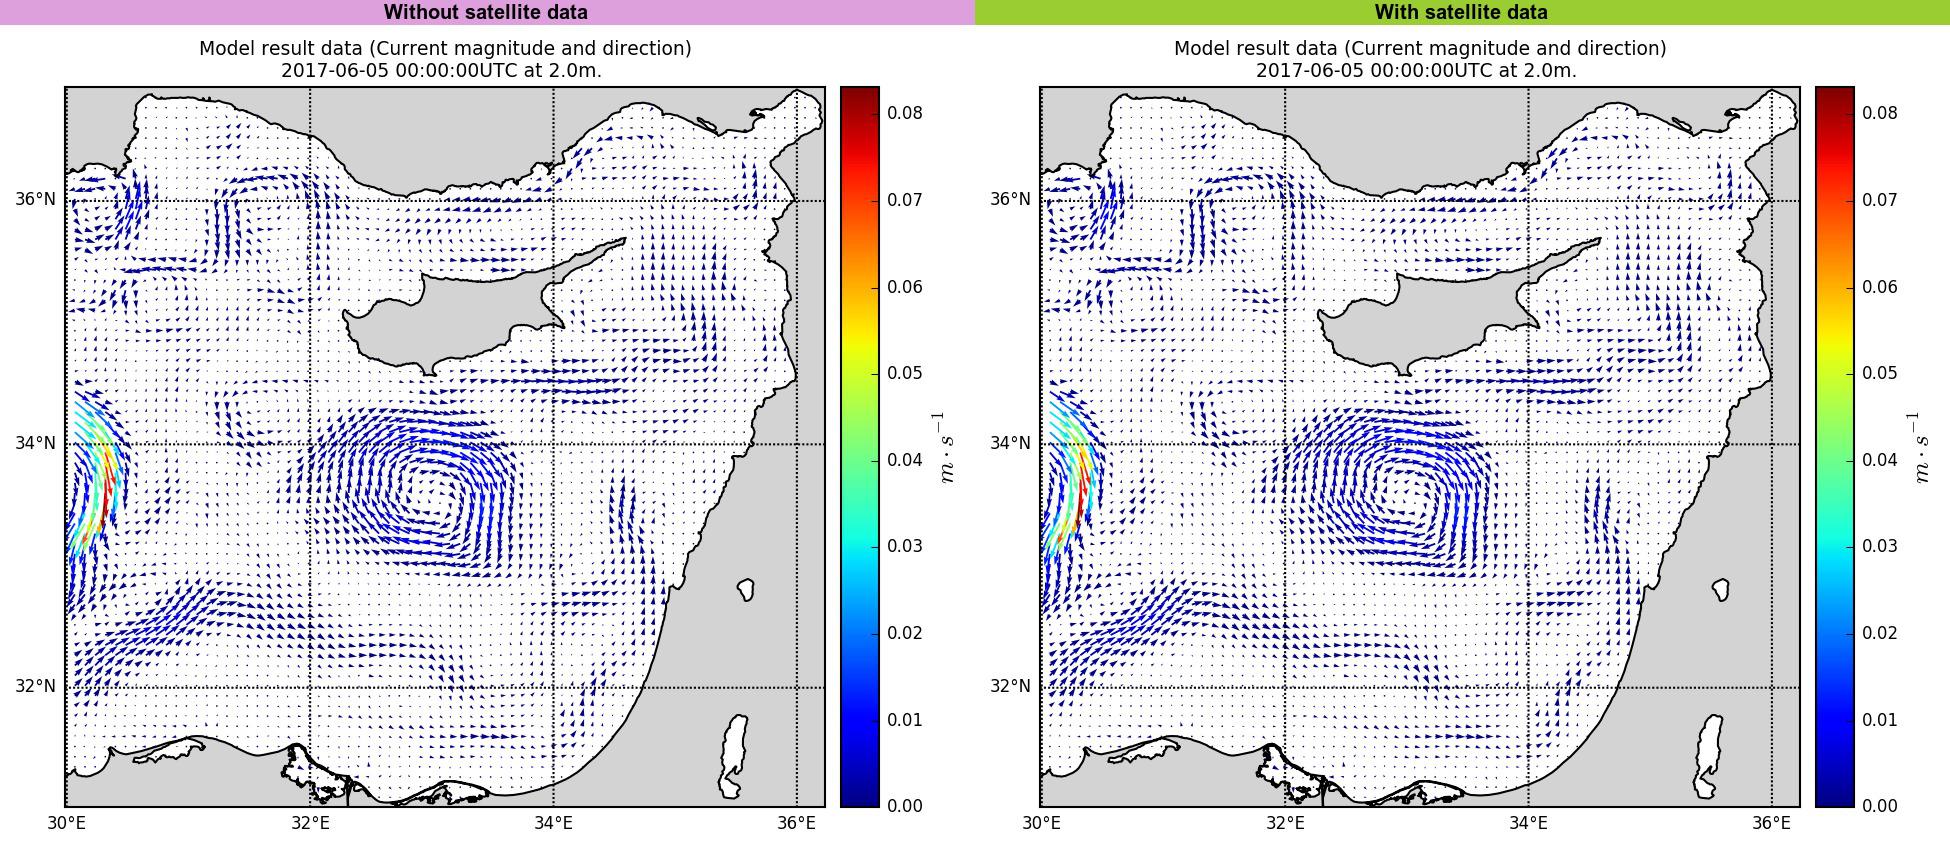 Without satellite data
Model result data (Current magnitude and direction)
2017-06-05 00:00:00UTC at 2.0m.
36°N
34°N
32°N
30°E
32°E
34°E
36°E
0.08
0.07
0.06
0.05
0.04
0.03
0.02
0.01
0.00
m · s⁻¹
With satellite data
Model result data (Current magnitude and direction)
2017-06-05 00:00:00UTC at 2.0m.
36°N
34°N
32°N
30°E
32°E
34°E
36°E
0.08
0.07
0.06
0.05
0.04
0.03
0.02
0.01
0.00
m · s⁻¹